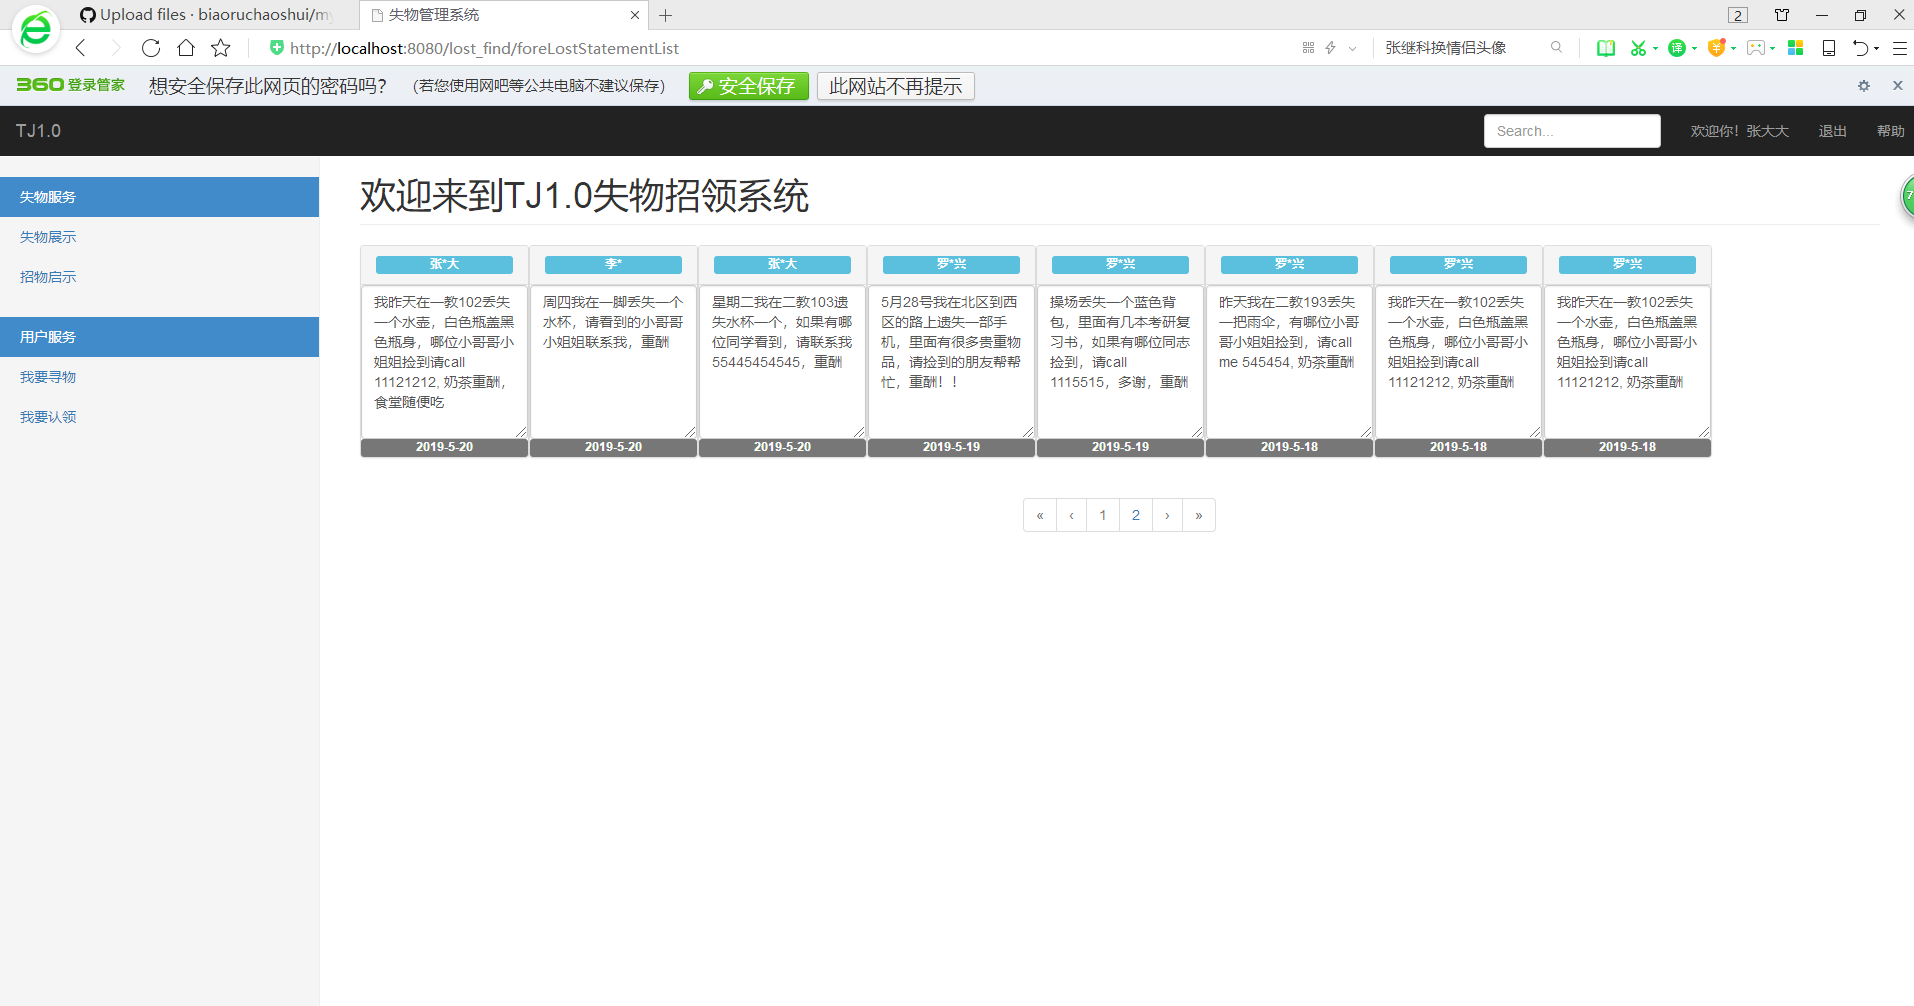 Upload files · biaoruchaoshui/my
失物管理系统
2
http://localhost:8080/lost_find/foreLostStatementList
张继科换情侣头像
译
360登录管家
想安全保存此网页的密码吗？
（若您使用网吧等公共电脑不建议保存）
安全保存
此网站不再提示
TJ1.0
Search...
欢迎你！张大大
退出
帮助
失物服务
失物展示
招物启示
用户服务
我要寻物
我要认领
欢迎来到TJ1.0失物招领系统
张*大
我昨天在一教102丢失
一个水壶，白色瓶盖黑
色瓶身，哪位小哥哥小
姐姐捡到请call
11121212, 奶茶重酬，
食堂随便吃
2019-5-20
李*
周四我在一脚丢失一个
水杯，请看到的小哥哥
小姐姐联系我，重酬
2019-5-20
张*大
星期二我在二教103遗
失水杯一个，如果有哪
位同学看到，请联系我
55445454545，重酬
2019-5-20
罗*兴
5月28号我在北区到西
区的路上遗失一部手
机，里面有很多贵重物
品，请捡到的朋友帮帮
忙，重酬！！
2019-5-19
罗*兴
操场丢失一个蓝色背
包，里面有几本考研复
习书，如果有哪位同志
捡到，请call
1115515，多谢，重酬
2019-5-19
罗*兴
昨天我在二教193丢失
一把雨伞，有哪位小哥
哥小姐姐捡到，请call
me 545454, 奶茶重酬
2019-5-18
罗*兴
我昨天在一教102丢失
一个水壶，白色瓶盖黑
色瓶身，哪位小哥哥小
姐姐捡到请call
11121212, 奶茶重酬
2019-5-18
罗*兴
我昨天在一教102丢失
一个水壶，白色瓶盖黑
色瓶身，哪位小哥哥小
姐姐捡到请call
11121212, 奶茶重酬
2019-5-18
« ‹ 1 2 › »